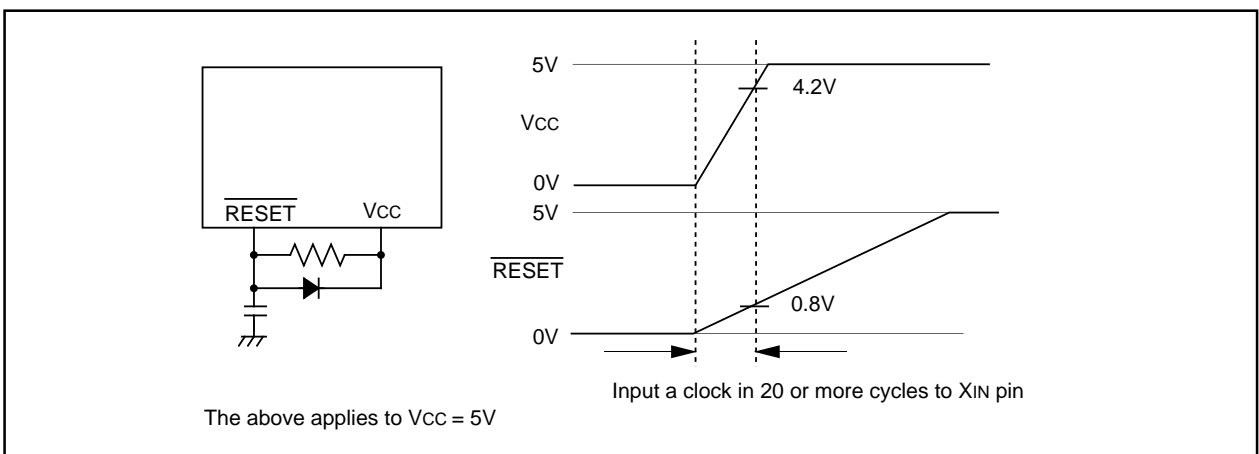 RESET
VCC
The above applies to VCC = 5V
5V
4.2V
VCC
0V
5V
RESET
0.8V
0V
Input a clock in 20 or more cycles to XIN pin